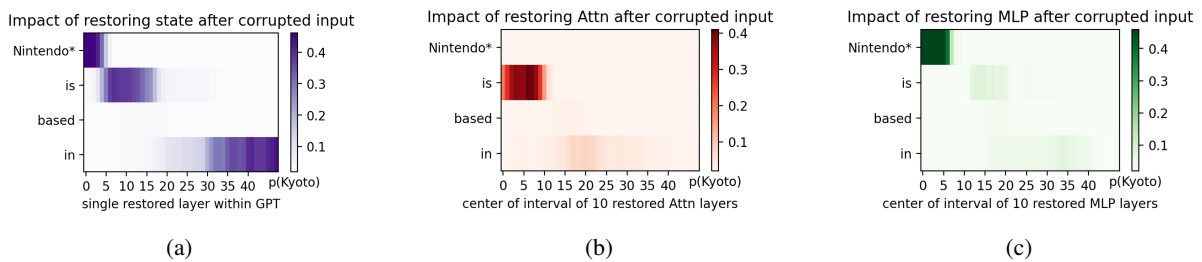 Impact of restoring state after corrupted input
Nintendo*
is
based
in
0 5 10 15 20 25 30 35 40
0.4
0.3
0.2
0.1
p(Kyoto)
single restored layer within GPT
(a)
Impact of restoring Attn after corrupted input
Nintendo*
is
based
in
0 5 10 15 20 25 30 35 40
0.4
0.3
0.2
0.1
p(Kyoto)
center of interval of 10 restored Attn layers
(b)
Impact of restoring MLP after corrupted input
Nintendo*
is
based
in
0 5 10 15 20 25 30 35 40
0.4
0.3
0.2
0.1
p(Kyoto)
center of interval of 10 restored MLP layers
(c)